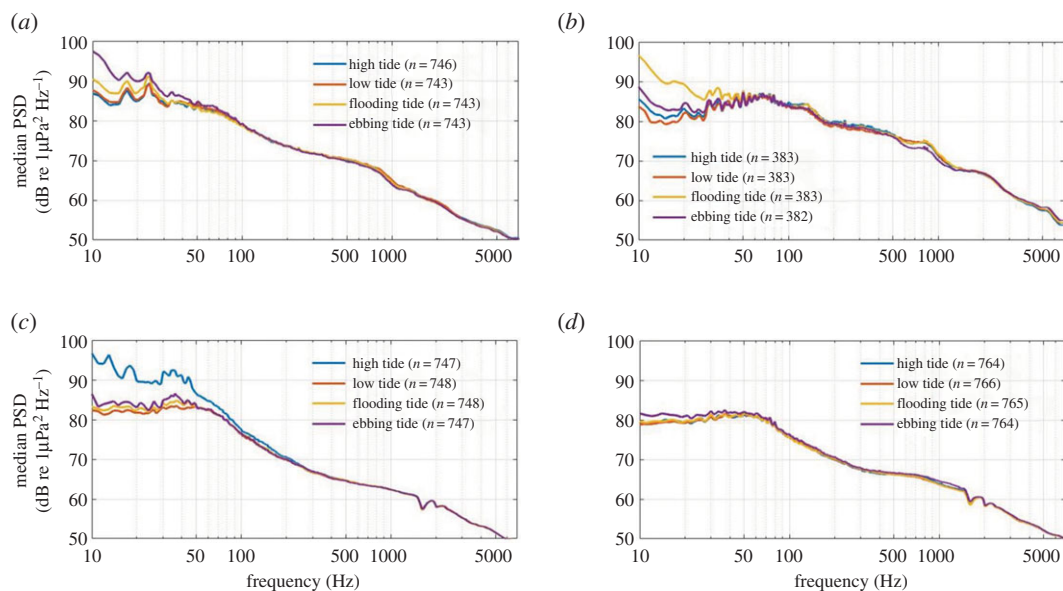 (a)
100
90
80
70
60
50
median PSD
(dB re 1µPa² Hz⁻¹)
high tide (n = 746)
low tide (n = 743)
flooding tide (n = 743)
ebbing tide (n = 743)
10 50 100 500 1000 5000
(b)
100
90
80
70
60
50
high tide (n = 383)
low tide (n = 383)
flooding tide (n = 383)
ebbing tide (n = 382)
10 50 100 500 1000 5000
(c)
100
90
80
70
60
50
median PSD
(dB re 1µPa² Hz⁻¹)
high tide (n = 747)
low tide (n = 748)
flooding tide (n = 748)
ebbing tide (n = 747)
10 50 100 500 1000 5000
frequency (Hz)
(d)
100
90
80
70
60
50
high tide (n = 764)
low tide (n = 766)
flooding tide (n = 765)
ebbing tide (n = 764)
10 50 100 500 1000 5000
frequency (Hz)